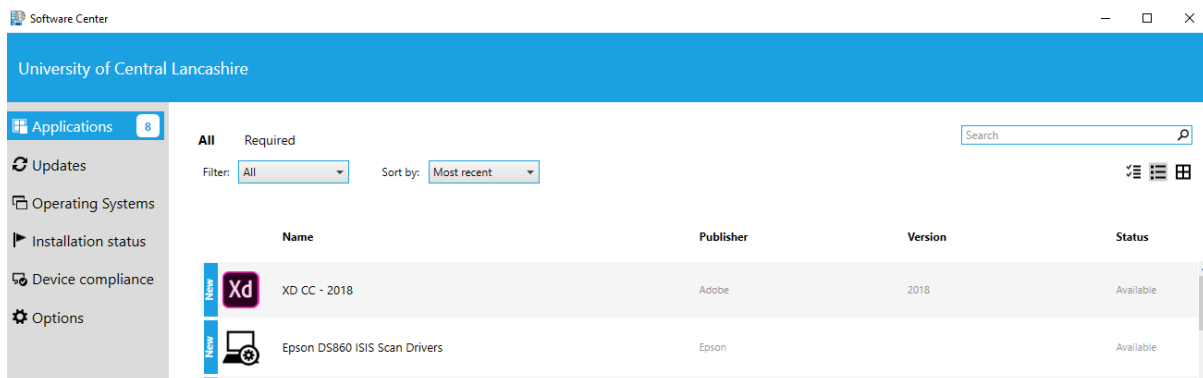 Software Center
University of Central Lancashire
Applications 8
Updates
Operating Systems
Installation status
Device compliance
Options
All Required
Search
Filter: All Sort by: Most recent
Name Publisher Version Status
New Xd XD CC - 2018 Adobe 2018 Available
New Epson DS860 ISIS Scan Drivers Epson Available